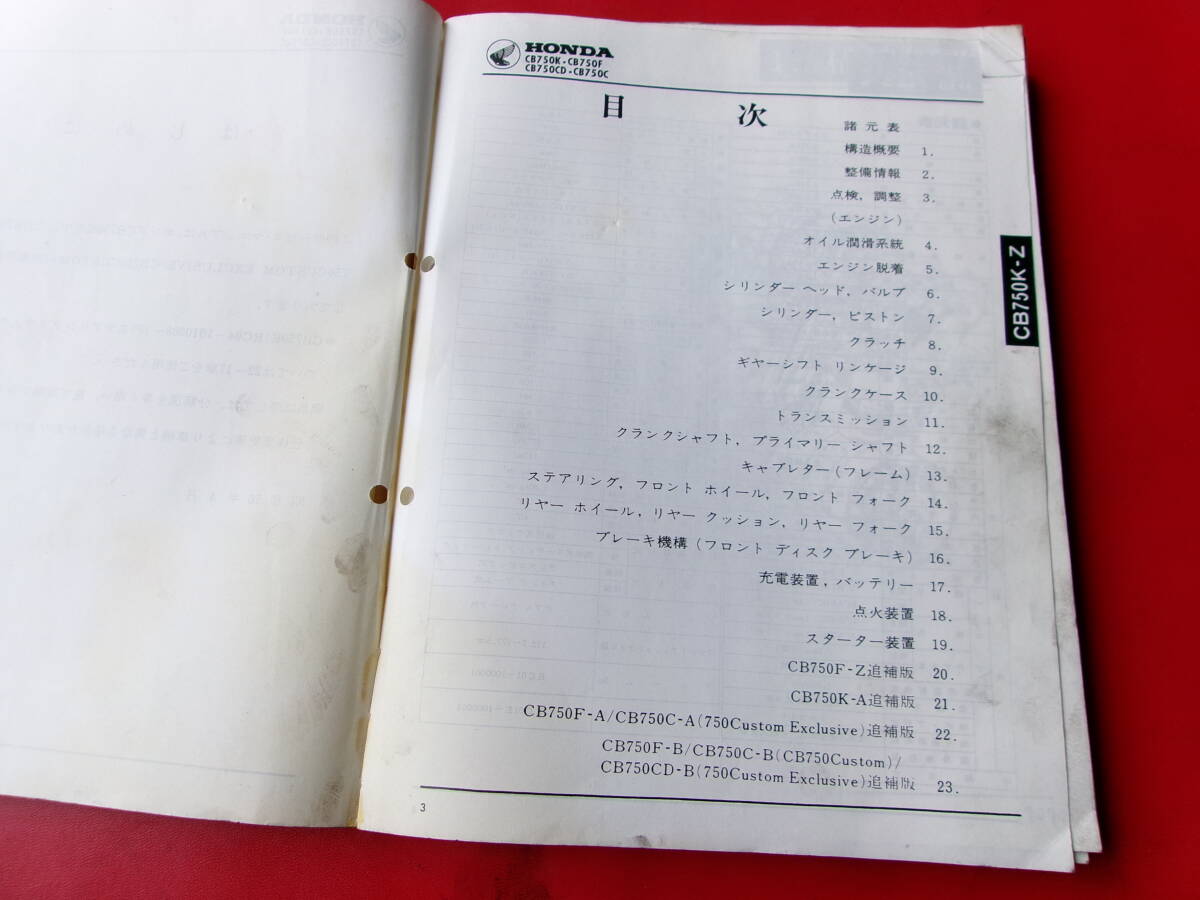 HONDA
CB750K・CB750F
CB750CD・CB750C
目 次
諸元表
構造概要 1.
整備情報 2.
点検，調整 3.
(エンジン)
オイル潤滑系統 4.
エンジン脱着 5.
シリンダー ヘッド，バルブ 6.
シリンダー，ピストン 7.
クラッチ 8.
ギヤーシフト リンケージ 9.
クランクケース 10.
トランスミッション 11.
クランクシャフト，プライマリー シャフト 12.
キャブレター(フレーム) 13.
ステアリング，フロント ホイール，フロント フォーク 14.
リヤー ホイール，リヤー クッション，リヤー フォーク 15.
ブレーキ機構 (フロント ディスク ブレーキ) 16.
充電装置，バッテリー 17.
点火装置 18.
スターター装置 19.
CB750F-Z追補版 20.
CB750K-A追補版 21.
CB750F-A/CB750C-A(750Custom Exclusive)追補版 22.
CB750F-B/CB750C-B(CB750Custom)/
CB750CD-B(750Custom Exclusive)追補版 23.
3
CB750K-Z